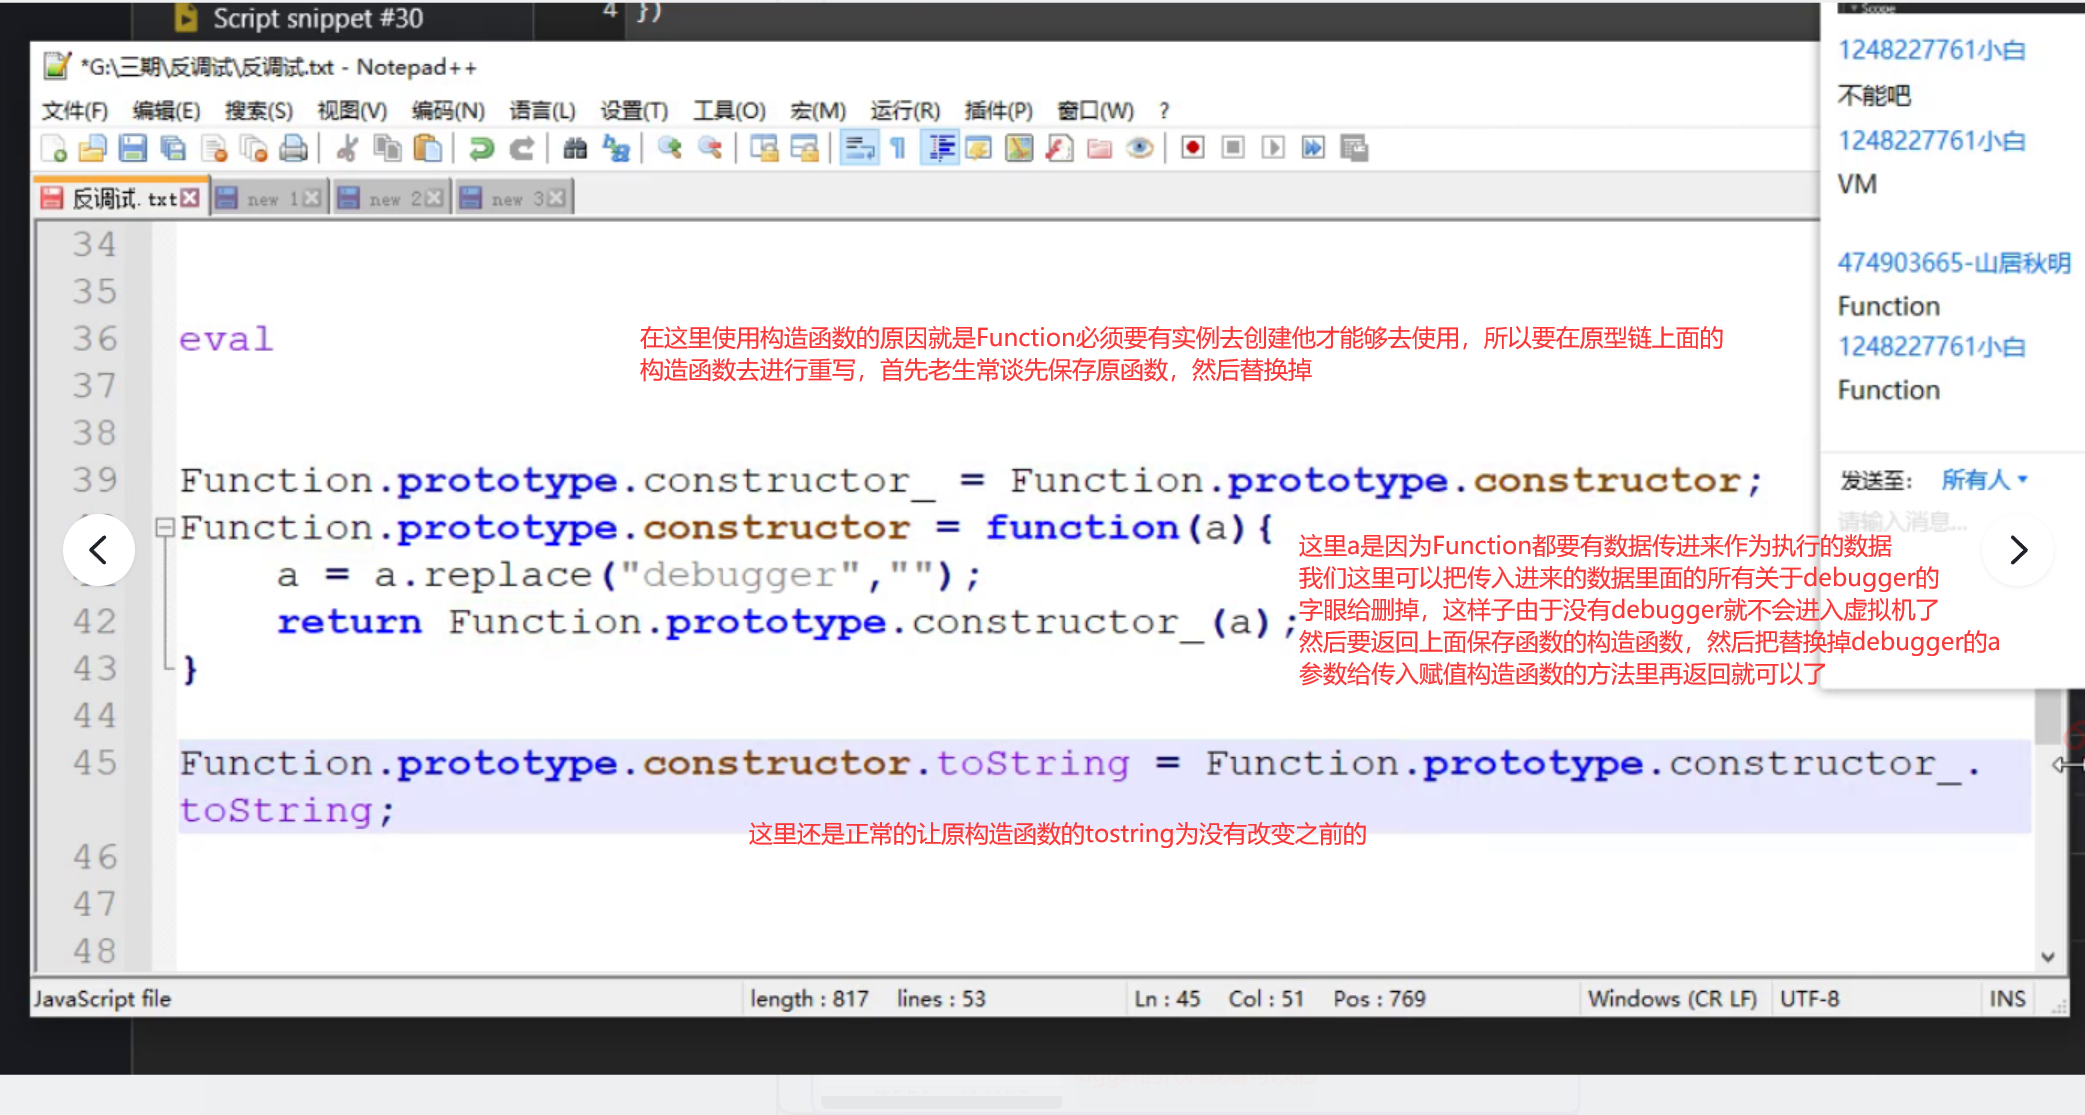 Script snippet #30
4 })
Scope
*G:\三期\反调试\反调试.txt - Notepad++
文件(F) 编辑(E) 搜索(S) 视图(V) 编码(N) 语言(L) 设置(T) 工具(O) 宏(M) 运行(R) 插件(P) 窗口(W) ?
反调试.txt new 1 new 2 new 3
34
35
36 eval
在这里使用构造函数的原因就是Function必须要有实例去创建他才能够去使用，所以要在原型链上面的
构造函数去进行重写，首先老生常谈先保存原函数，然后替换掉
37
38
39 Function.prototype.constructor_ = Function.prototype.constructor;
Function.prototype.constructor = function(a){
a = a.replace("debugger","");
42 return Function.prototype.constructor_(a);
43 }
这里a是因为Function都要有数据传进来作为执行的数据
我们这里可以把传入进来的数据里面的所有关于debugger的
字眼给删掉，这样子由于没有debugger就不会进入虚拟机了
然后要返回上面保存函数的构造函数，然后把替换掉debugger的a
参数给传入赋值构造函数的方法里再返回就可以了
44
45 Function.prototype.constructor.toString = Function.prototype.constructor_.
toString;
这里还是正常的让原构造函数的tostring为没有改变之前的
46
47
48
JavaScript file length : 817 lines : 53 Ln : 45 Col : 51 Pos : 769 Windows (CR LF) UTF-8 INS
1248227761小白
不能吧
1248227761小白
VM
474903665-山居秋明
Function
1248227761小白
Function
发送至： 所有人
请输入消息...